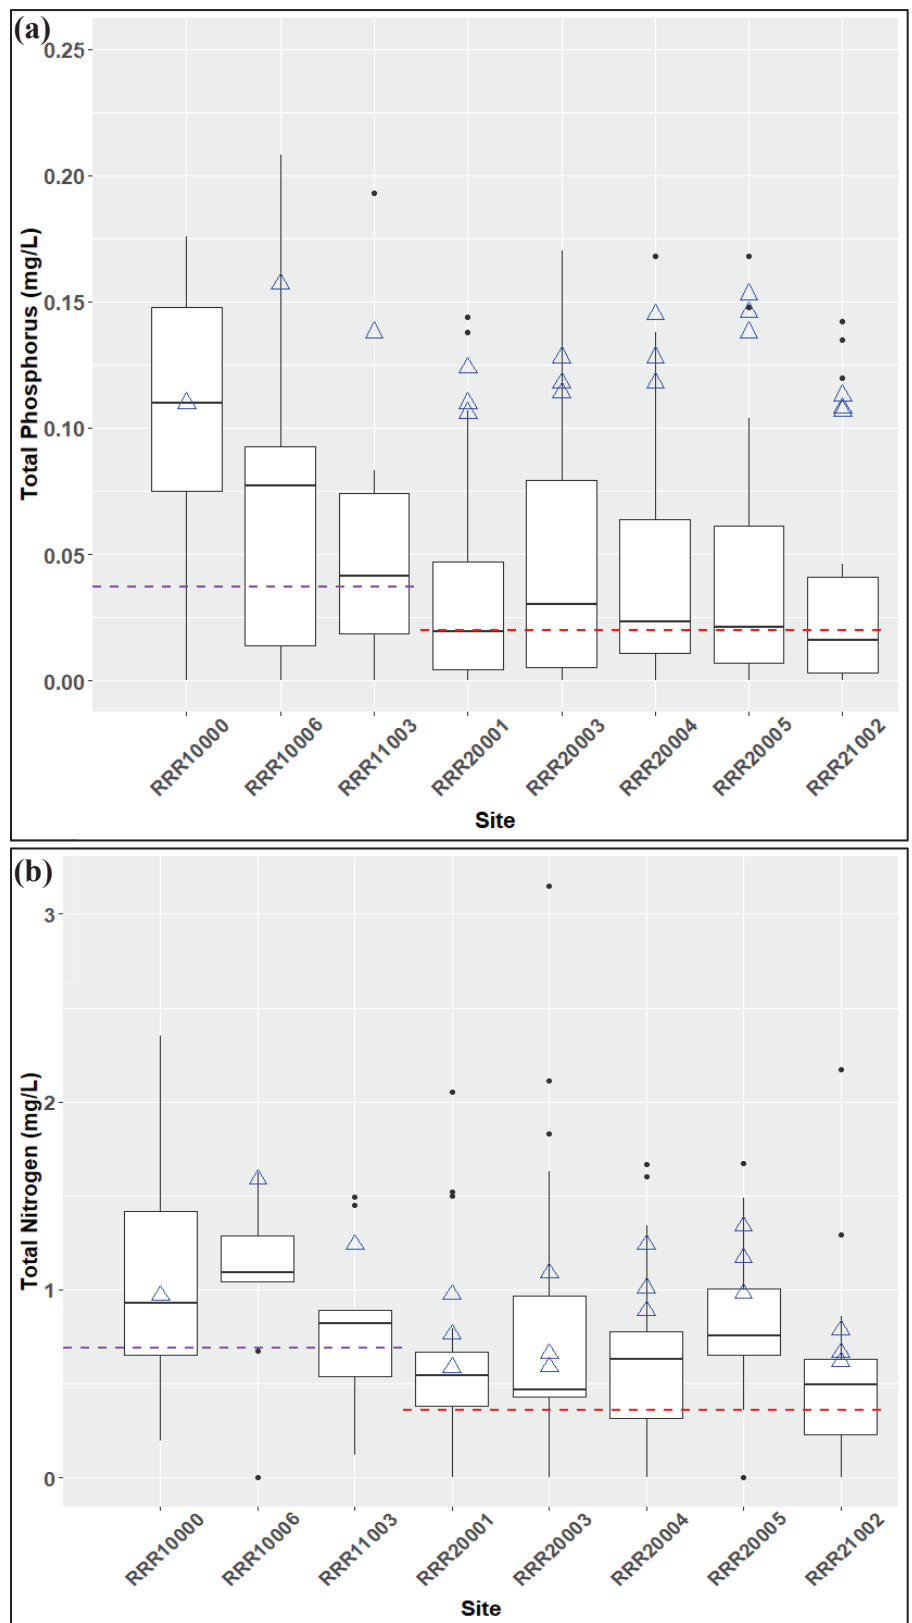 (a)
0.25
0.20
0.15
0.10
0.05
0.00
Total Phosphorus (mg/L)
RRR10000
RRR10006
RRR11003
RRR20001
RRR20003
RRR20004
RRR20005
RRR21002
Site
(b)
3
2
1
0
Total Nitrogen (mg/L)
RRR10000
RRR10006
RRR11003
RRR20001
RRR20003
RRR20004
RRR20005
RRR21002
Site